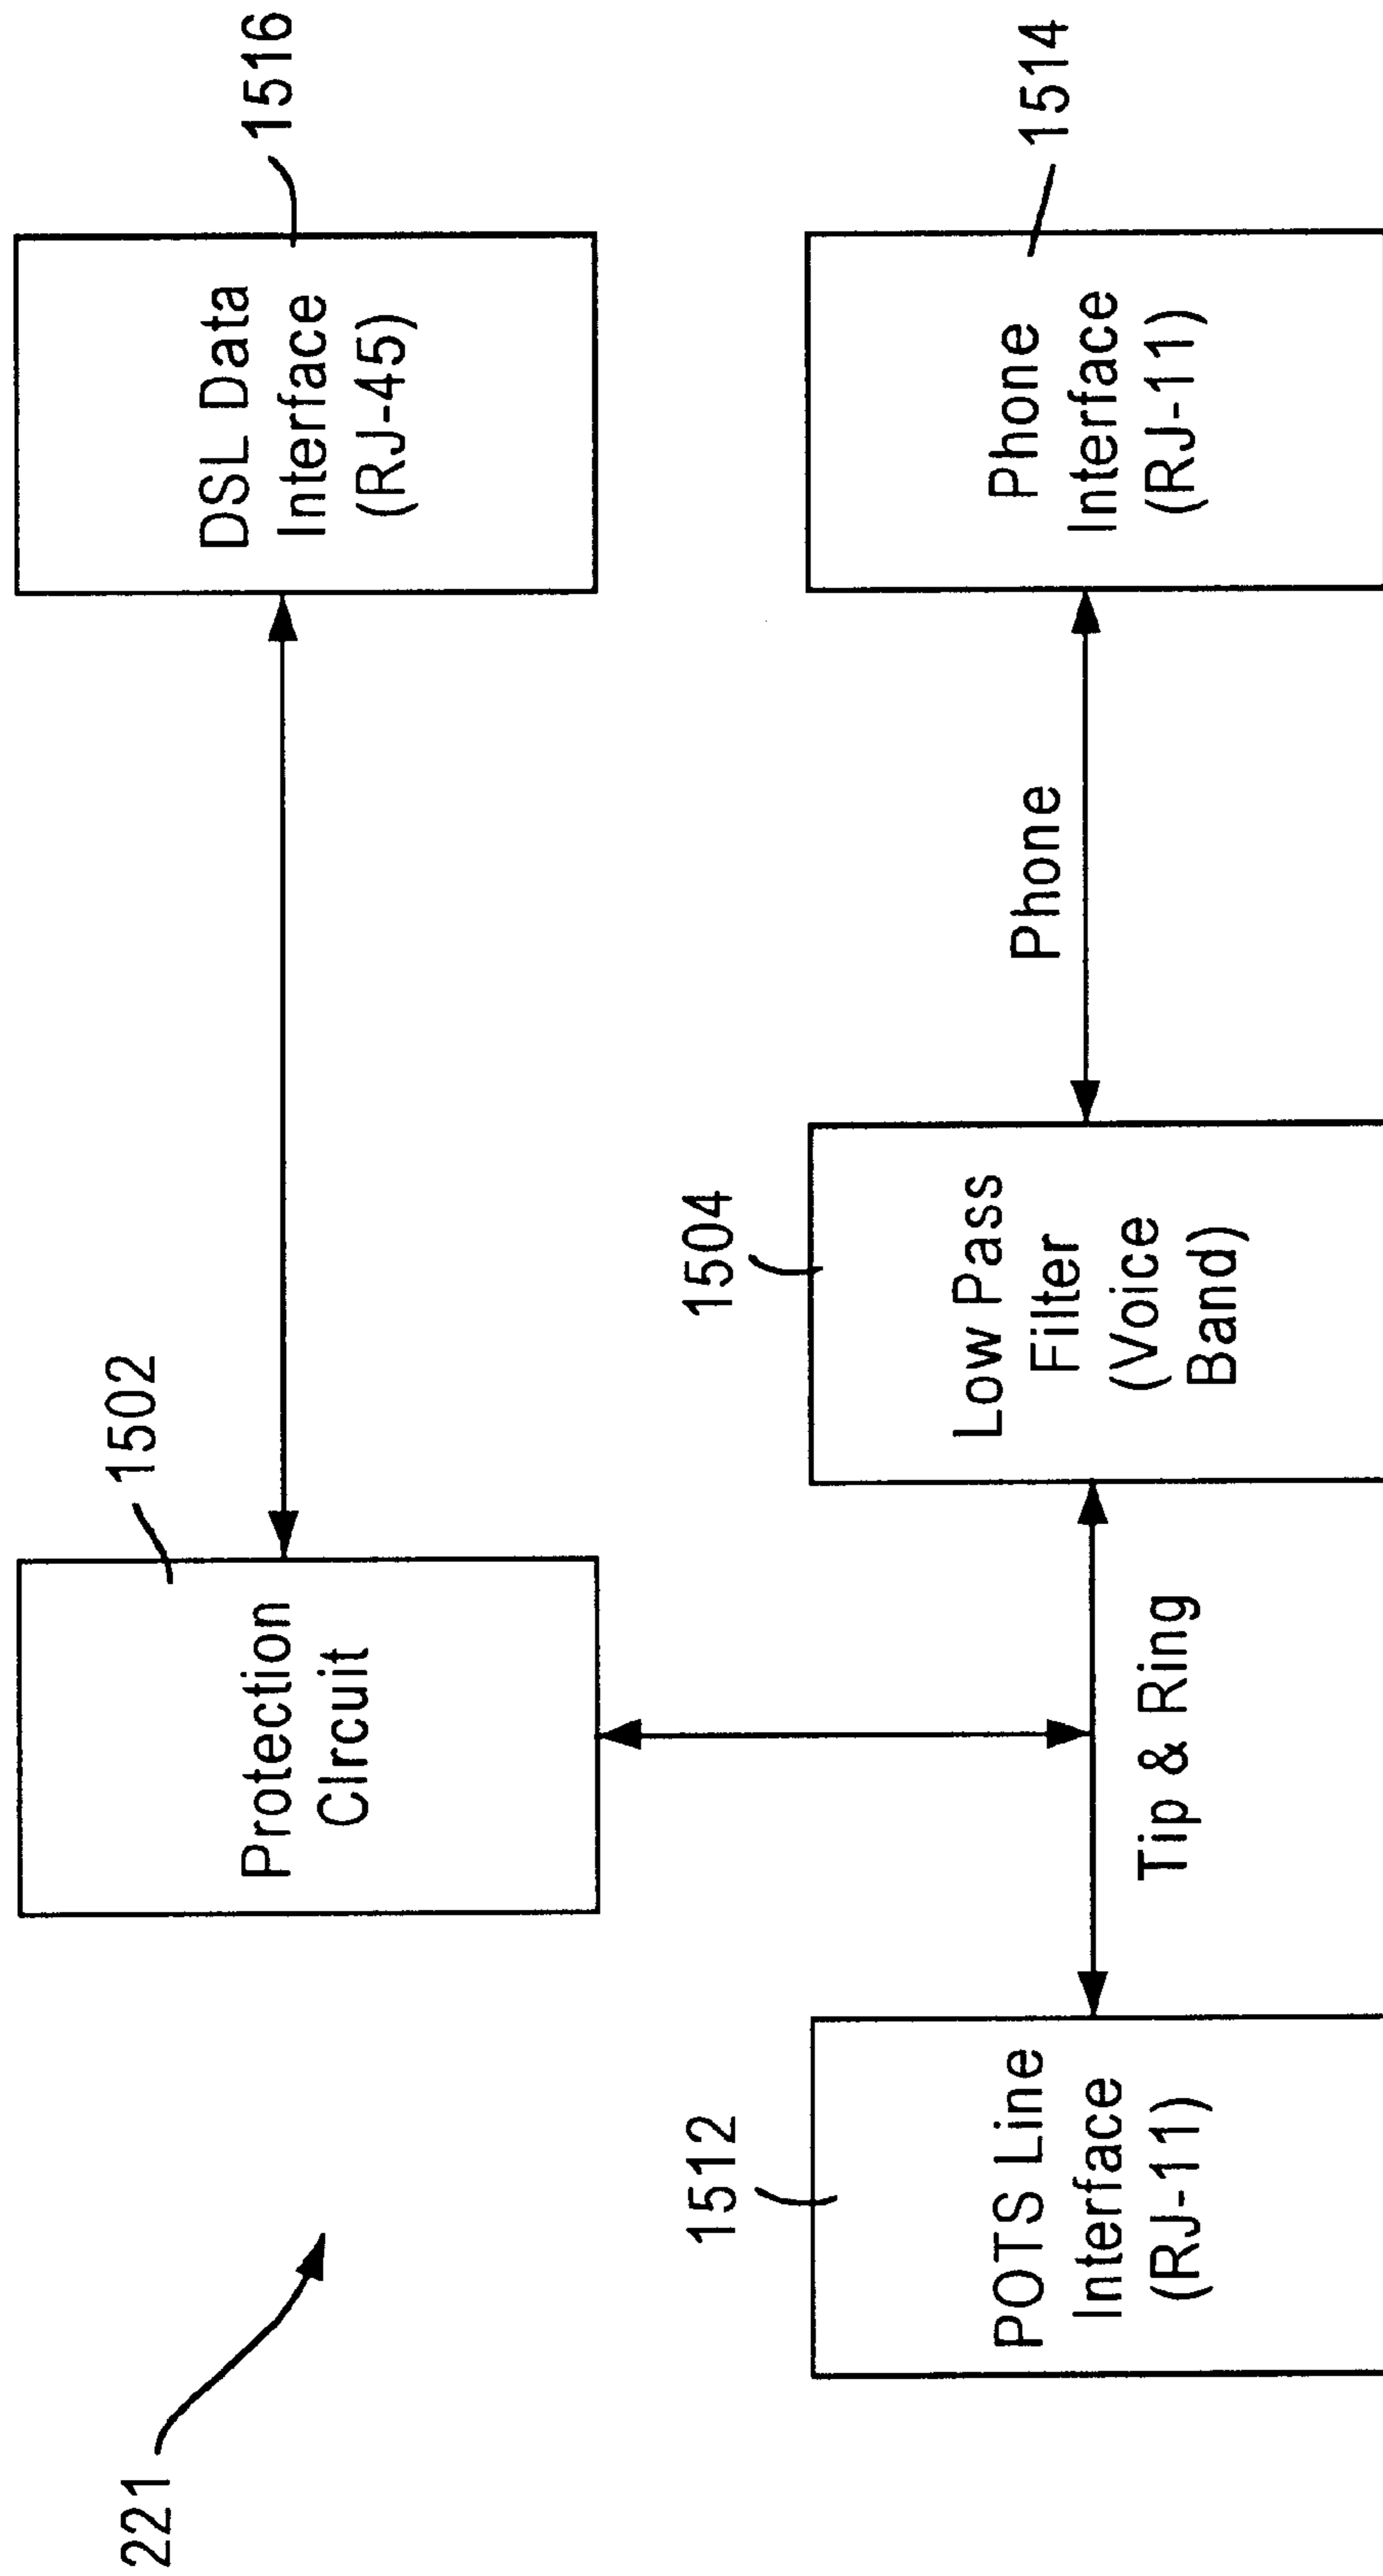 221
1502
Protection
CIrcuit
1516
DSL Data
Interface
(RJ-45)
1512
POTS Line
Interface
(RJ-11)
Tip & Ring
1504
Low Pass
Filter
(Voice
Band)
Phone
1514
Phone
Interface
(RJ-11)